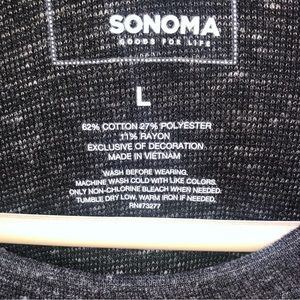 SONOMA
GOODS FOR LIFE
L
62% COTTON 27% POLYESTER
11% RAYON
EXCLUSIVE OF DECORATION
MADE IN VIETNAM
WASH BEFORE WEARING.
MACHINE WASH COLD WITH LIKE COLORS.
ONLY NON-CHLORINE BLEACH WHEN NEEDED.
TUMBLE DRY LOW. WARM IRON IF NEEDED.
RN#73277